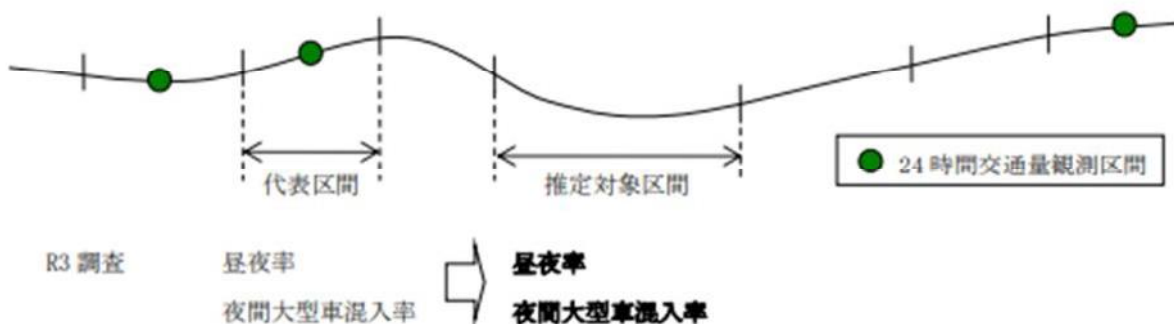 代表区間
推定対象区間
24時間交通量観測区間
R3 調査
昼夜率
昼夜率
夜間大型車混入率
夜間大型車混入率